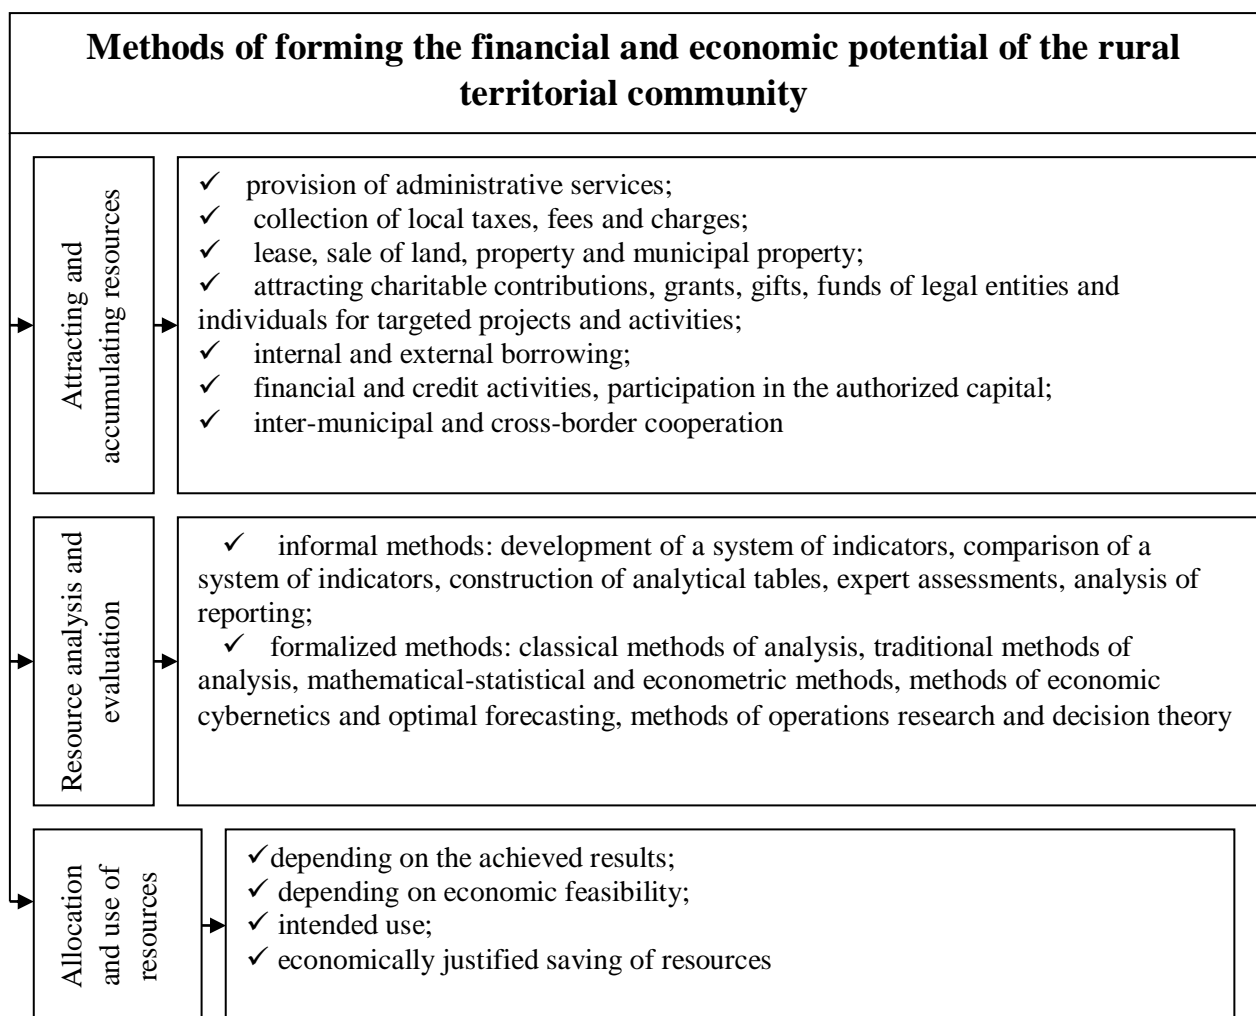 Methods of forming the financial and economic potential of the rural
territorial community
Attracting and
accumulating resources
✓ provision of administrative services;
✓ collection of local taxes, fees and charges;
✓ lease, sale of land, property and municipal property;
✓ attracting charitable contributions, grants, gifts, funds of legal entities and
individuals for targeted projects and activities;
✓ internal and external borrowing;
✓ financial and credit activities, participation in the authorized capital;
✓ inter-municipal and cross-border cooperation
Resource analysis and
evaluation
✓ informal methods: development of a system of indicators, comparison of a
system of indicators, construction of analytical tables, expert assessments, analysis of
reporting;
✓ formalized methods: classical methods of analysis, traditional methods of
analysis, mathematical-statistical and econometric methods, methods of economic
cybernetics and optimal forecasting, methods of operations research and decision theory
Allocation
and use of
resources
✓depending on the achieved results;
✓ depending on economic feasibility;
✓ intended use;
✓ economically justified saving of resources